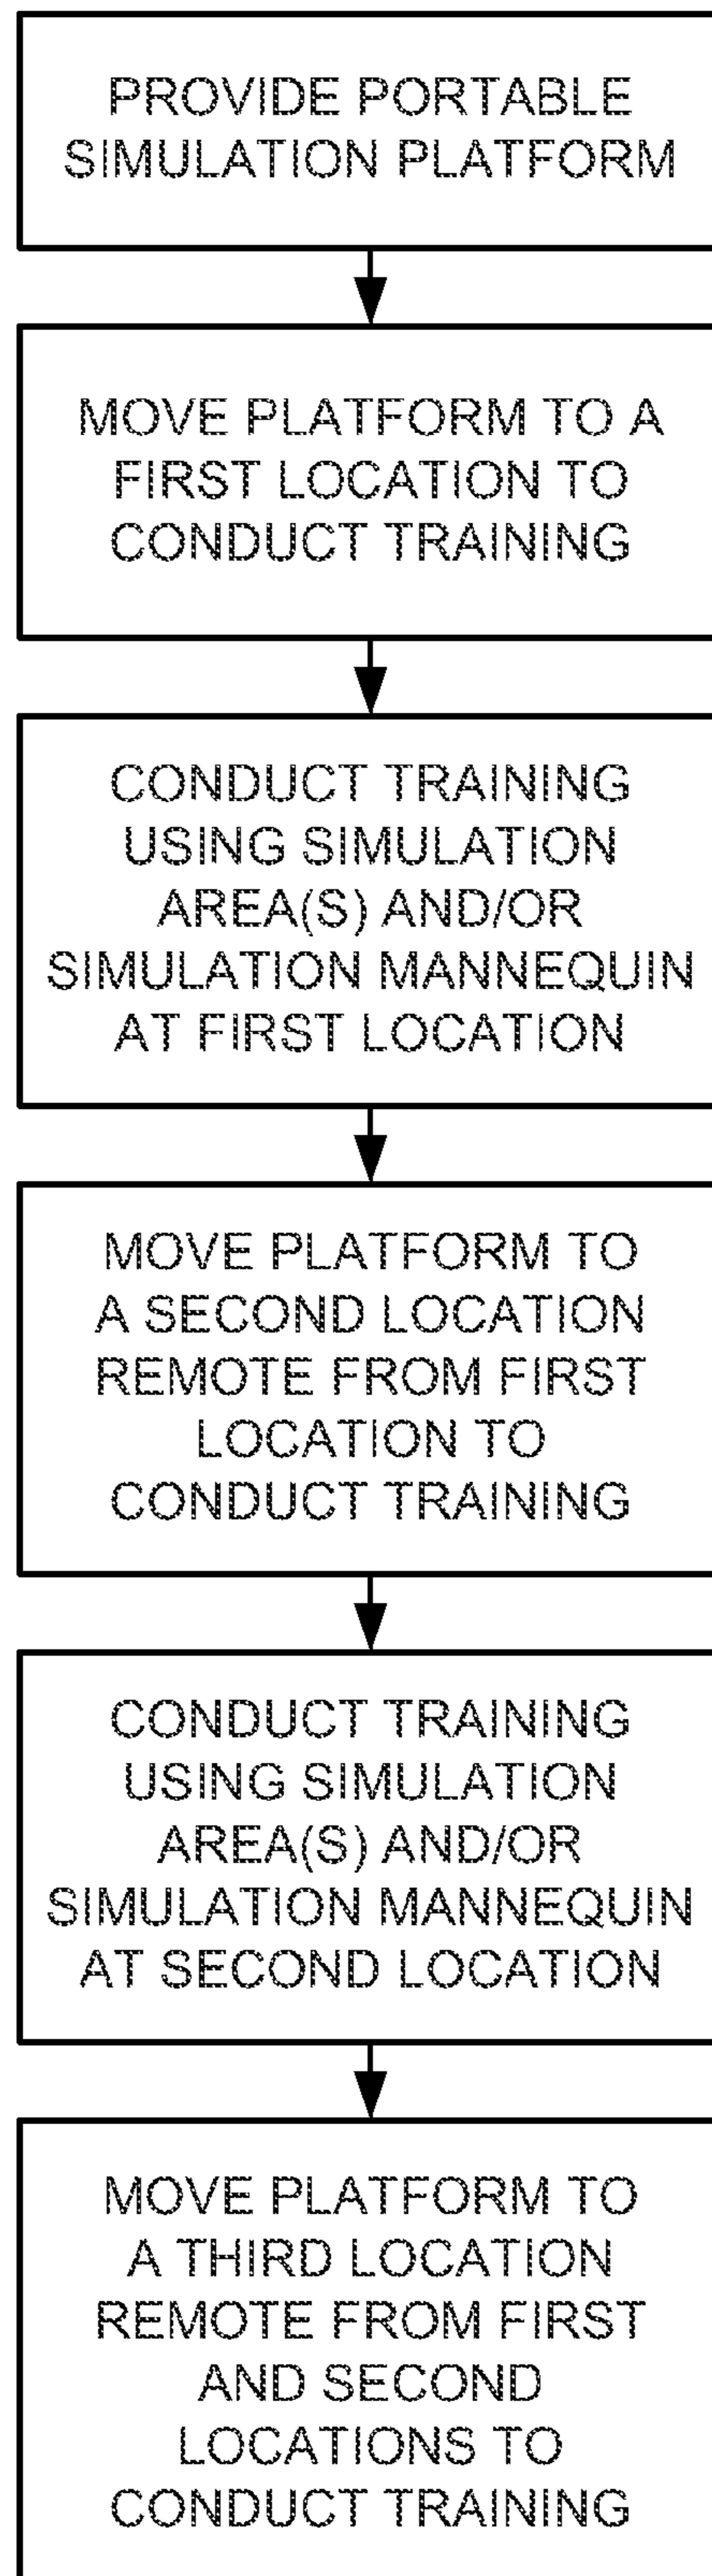 PROVIDE PORTABLE
SIMULATION PLATFORM
MOVE PLATFORM TO A
FIRST LOCATION TO
CONDUCT TRAINING
CONDUCT TRAINING
USING SIMULATION
AREA(S) AND/OR
SIMULATION MANNEQUIN
AT FIRST LOCATION
MOVE PLATFORM TO
A SECOND LOCATION
REMOTE FROM FIRST
LOCATION TO
CONDUCT TRAINING
CONDUCT TRAINING
USING SIMULATION
AREA(S) AND/OR
SIMULATION MANNEQUIN
AT SECOND LOCATION
MOVE PLATFORM TO
A THIRD LOCATION
REMOTE FROM FIRST
AND SECOND
LOCATIONS TO
CONDUCT TRAINING